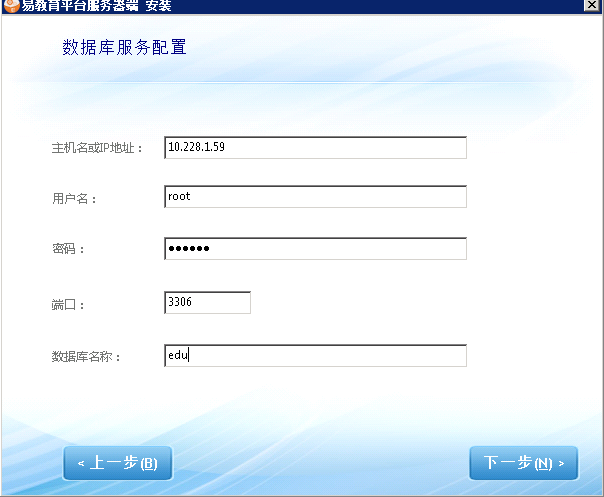 易教育平台服务器端 安装
数据库服务配置
主机名或IP地址： 10.228.1.59
用户名： root
密码： ●●●●●●
端口： 3306
数据库名称： edu
< 上一步(B) 下一步(N) >